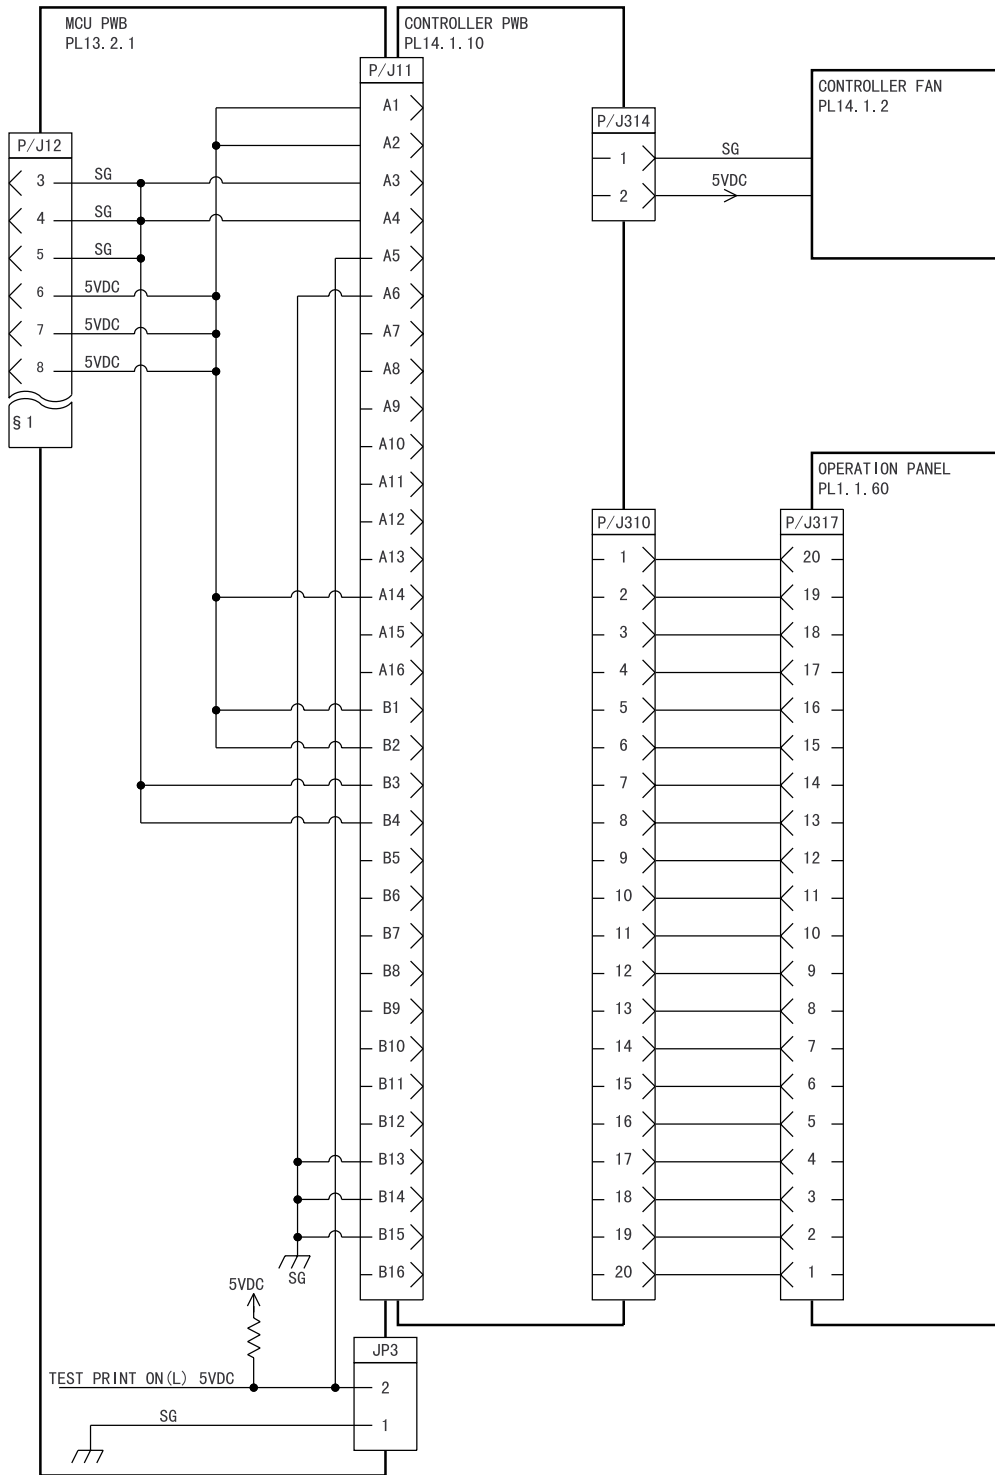 MCU PWB
PL13.2.1
CONTROLLER PWB
PL14.1.10
CONTROLLER FAN
PL14.1.2
P/J12
3 SG
4 SG
5 SG
6 5VDC
7 5VDC
8 5VDC
§1
P/J11
A1
A2
A3
A4
A5
A6
A7
A8
A9
A10
A11
A12
A13
A14
A15
A16
B1
B2
B3
B4
B5
B6
B7
B8
B9
B10
B11
B12
B13
B14
B15
B16
SG
P/J314
1 SG
2 5VDC
OPERATION PANEL
PL1.1.60
P/J310 P/J317
1 20
2 19
3 18
4 17
5 16
6 15
7 14
8 13
9 12
10 11
11 10
12 9
13 8
14 7
15 6
16 5
17 4
18 3
19 2
20 1
5VDC
JP3
TEST PRINT ON(L) 5VDC 2
SG 1